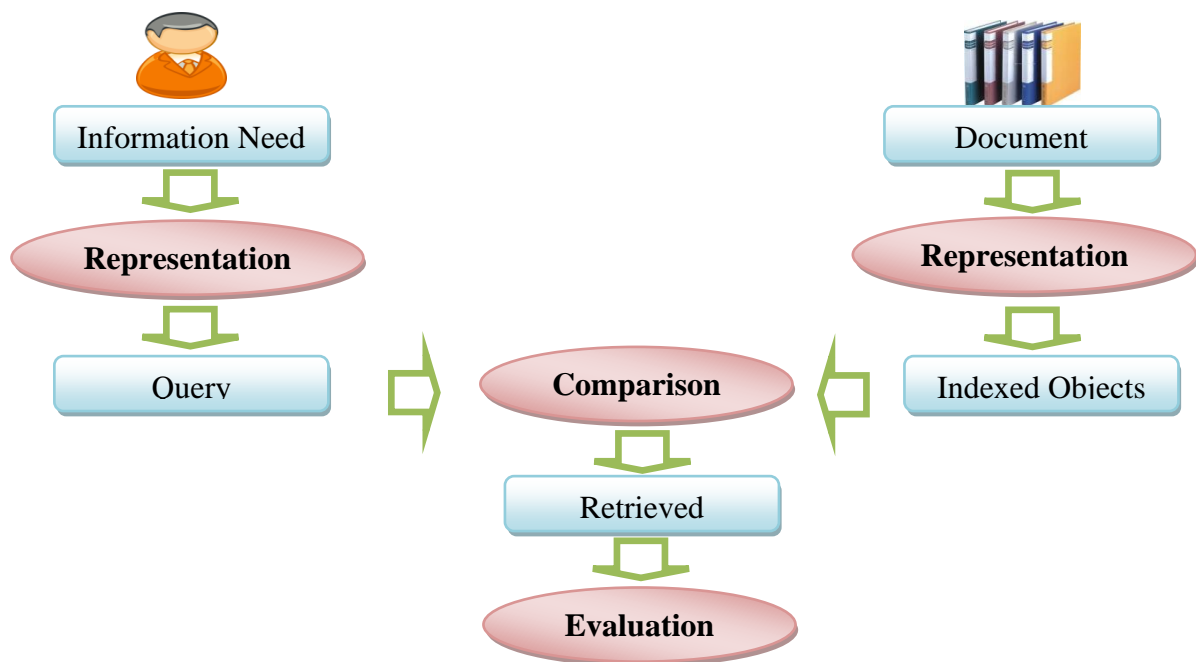 Information Need
Document
Representation
Representation
Query
Comparison
Indexed Objects
Retrieved
Evaluation